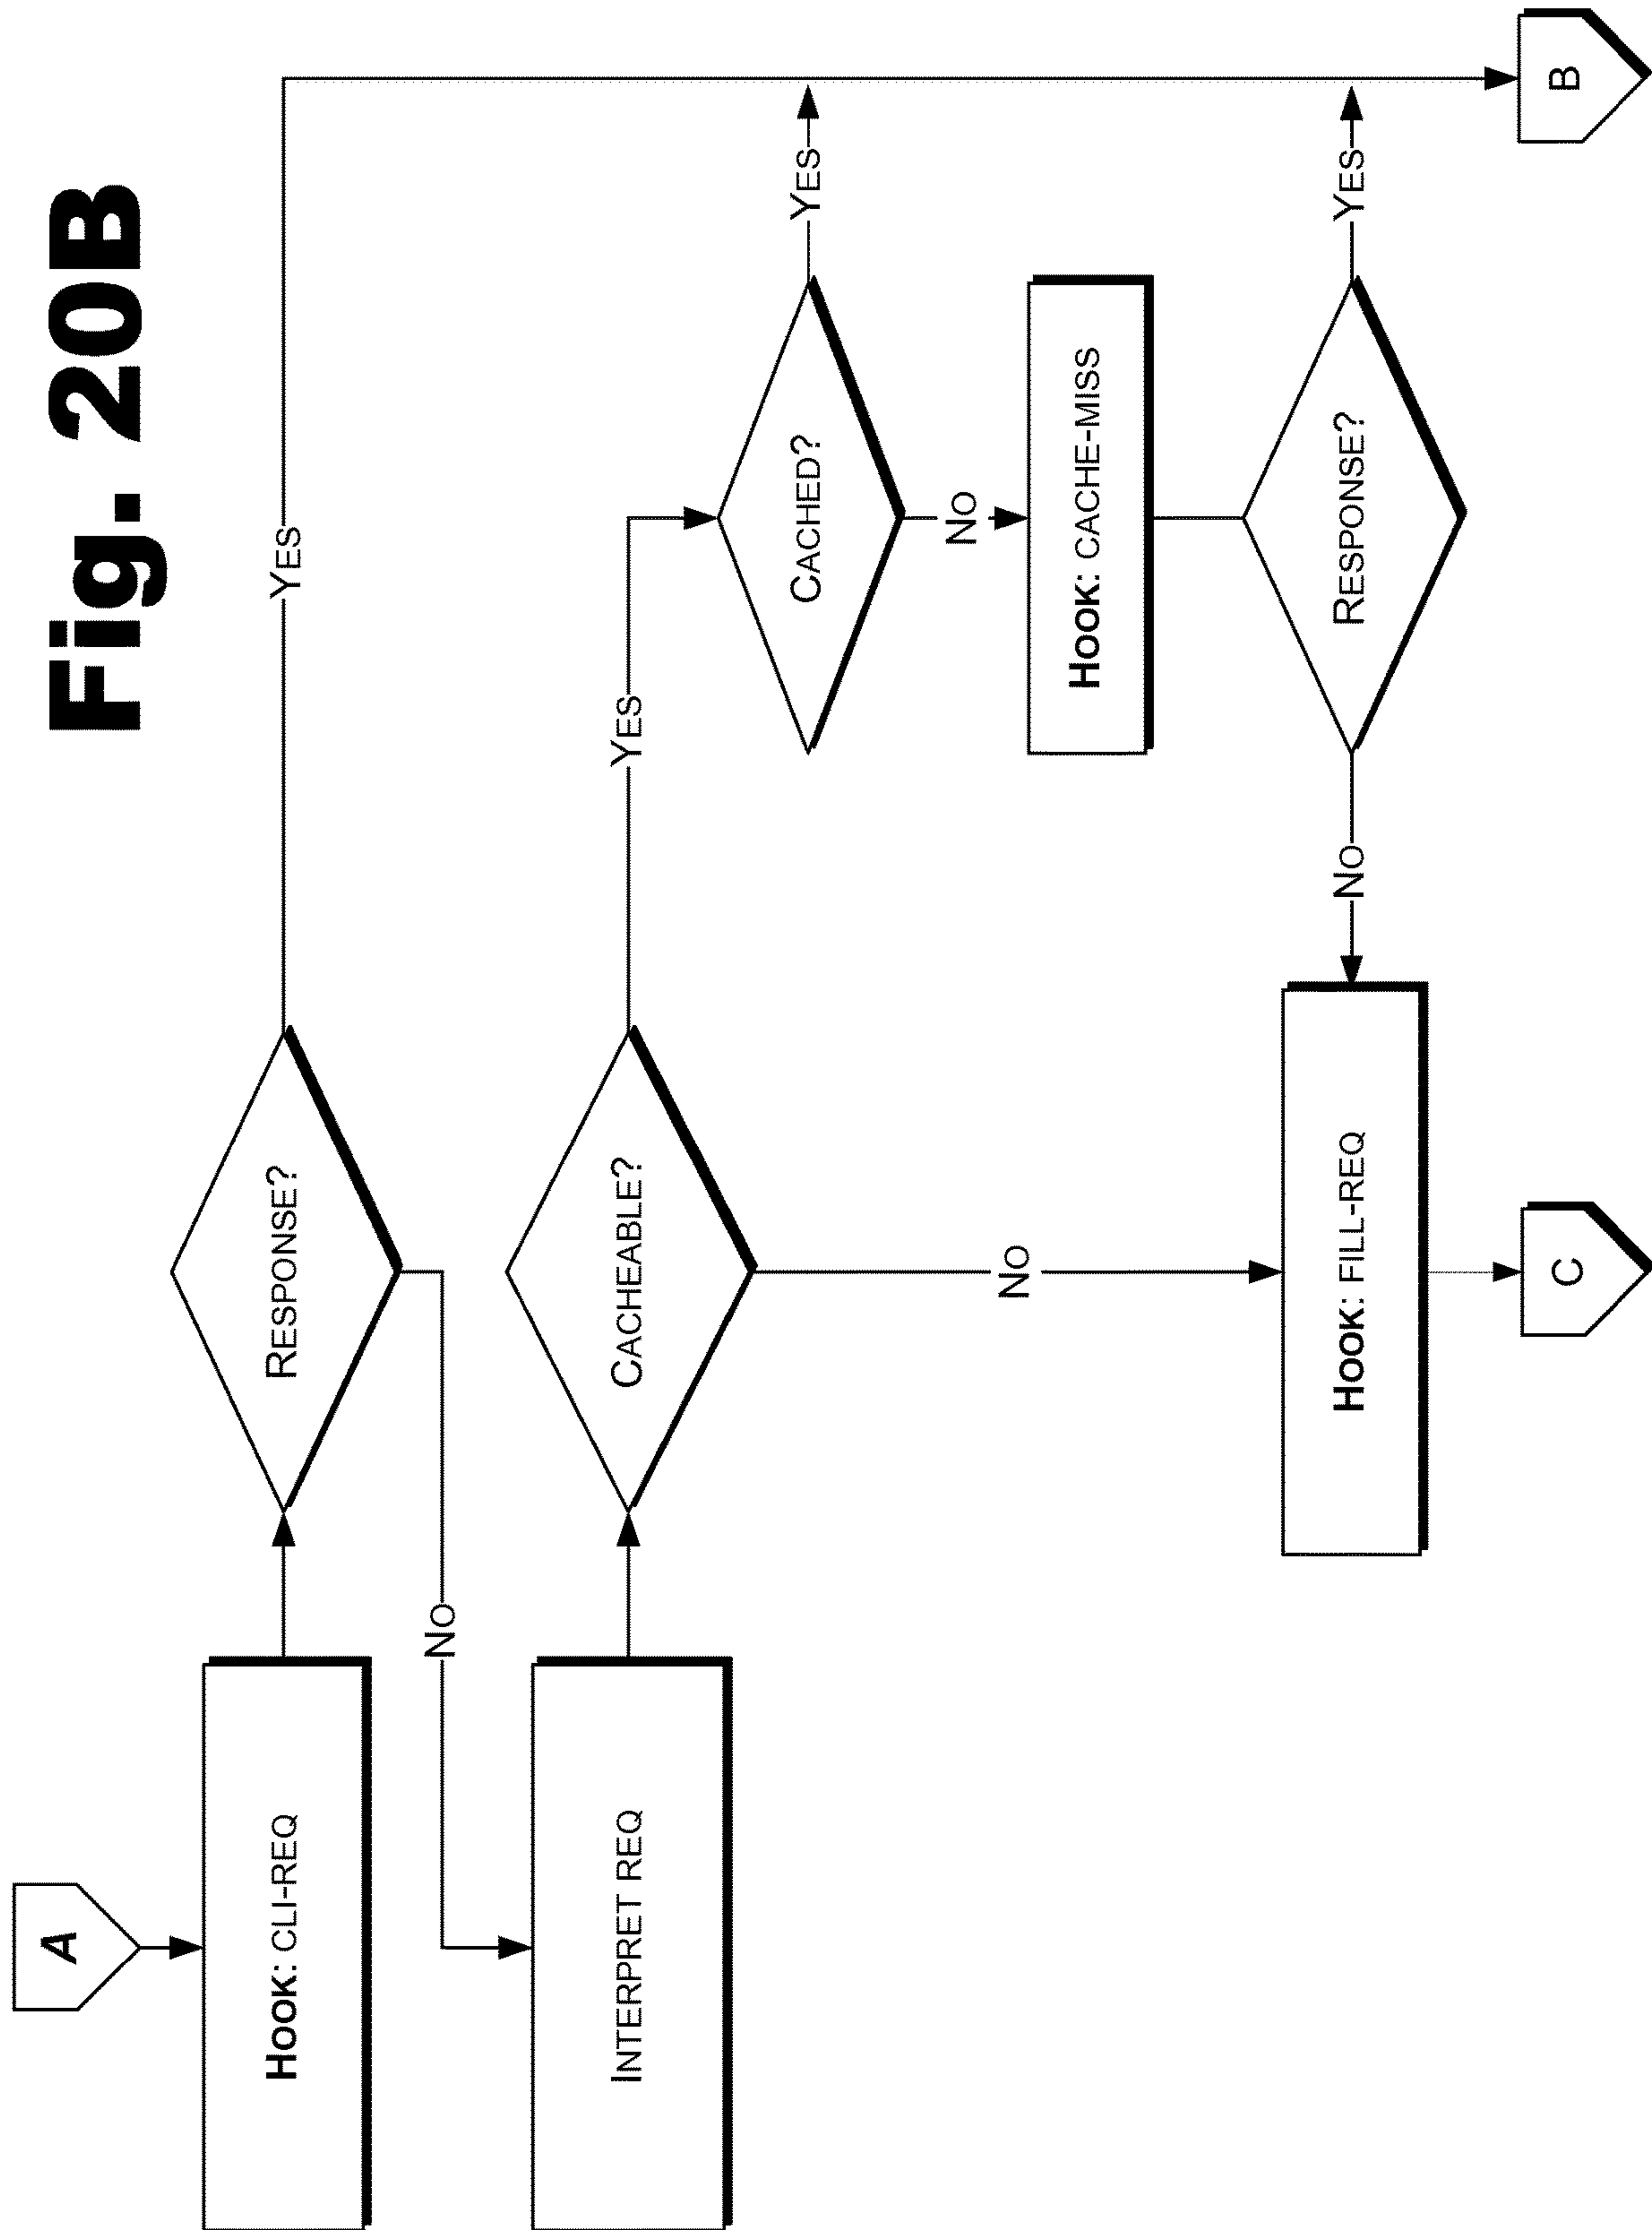 Fig. 20B
A
HOOK: CLI-REQ
RESPONSE?
YES
NO
INTERPRET REQ
CACHEABLE?
YES
CACHED?
YES
NO
HOOK: CACHE-MISS
NO
HOOK: FILL-REQ
NO
RESPONSE?
YES
C
B